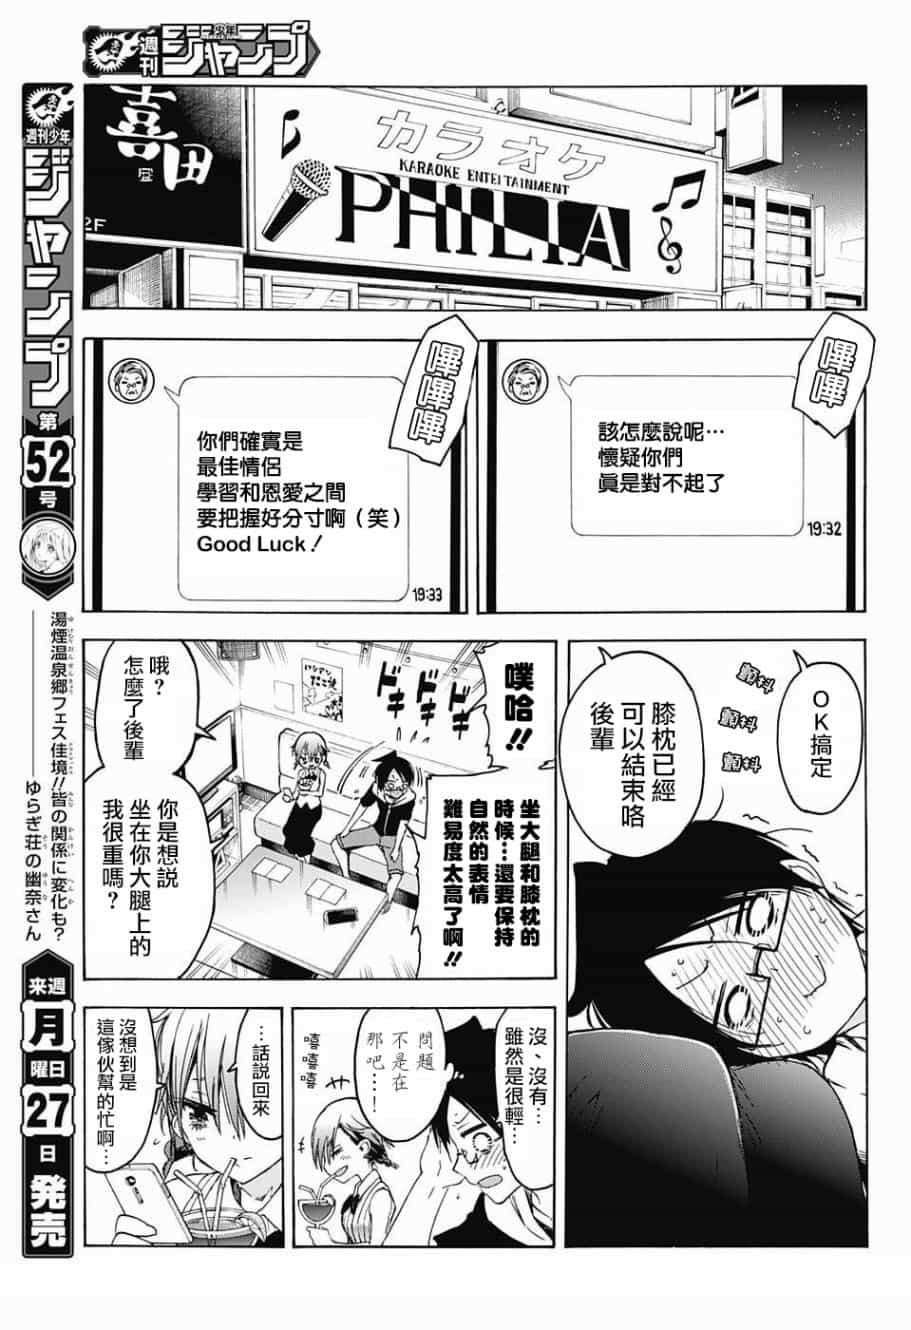 週刊
少年
ジャンプ
喜田
2F
カラオケ
KARAOKE ENTERTAINMENT
PHILIA
嗶嗶
該怎麼說呢…
懷疑你們
真是對不起了
19:32
嗶嗶嗶
你們確實是
最佳情侶
學習和恩愛之間
要把握好分寸啊（笑）
Good Luck！
19:33
OK搞定
膝枕已經
可以結束咯
後輩
顫抖
顫抖
顫抖
噗哈!!
坐大腿和膝枕的
時候…還要保持
自然的表情
難易度太高了啊!!
ドキ
ドキ
ドキ
哦？
怎麼了後輩
你是想說
坐在你大腿上的
我很重嗎？
沒、沒有…
雖然是很輕…
問題
不是在
那吧…！
嘻嘻嘻
…話說回來
沒想到是
這傢伙幫的忙啊…
週刊少年
ジャンプ
第
52
号
湯煙温泉郷フェス佳境!!皆の関係に変化も？
――ゆらぎ荘の幽奈さん
来週
月
曜日
27
日
発売